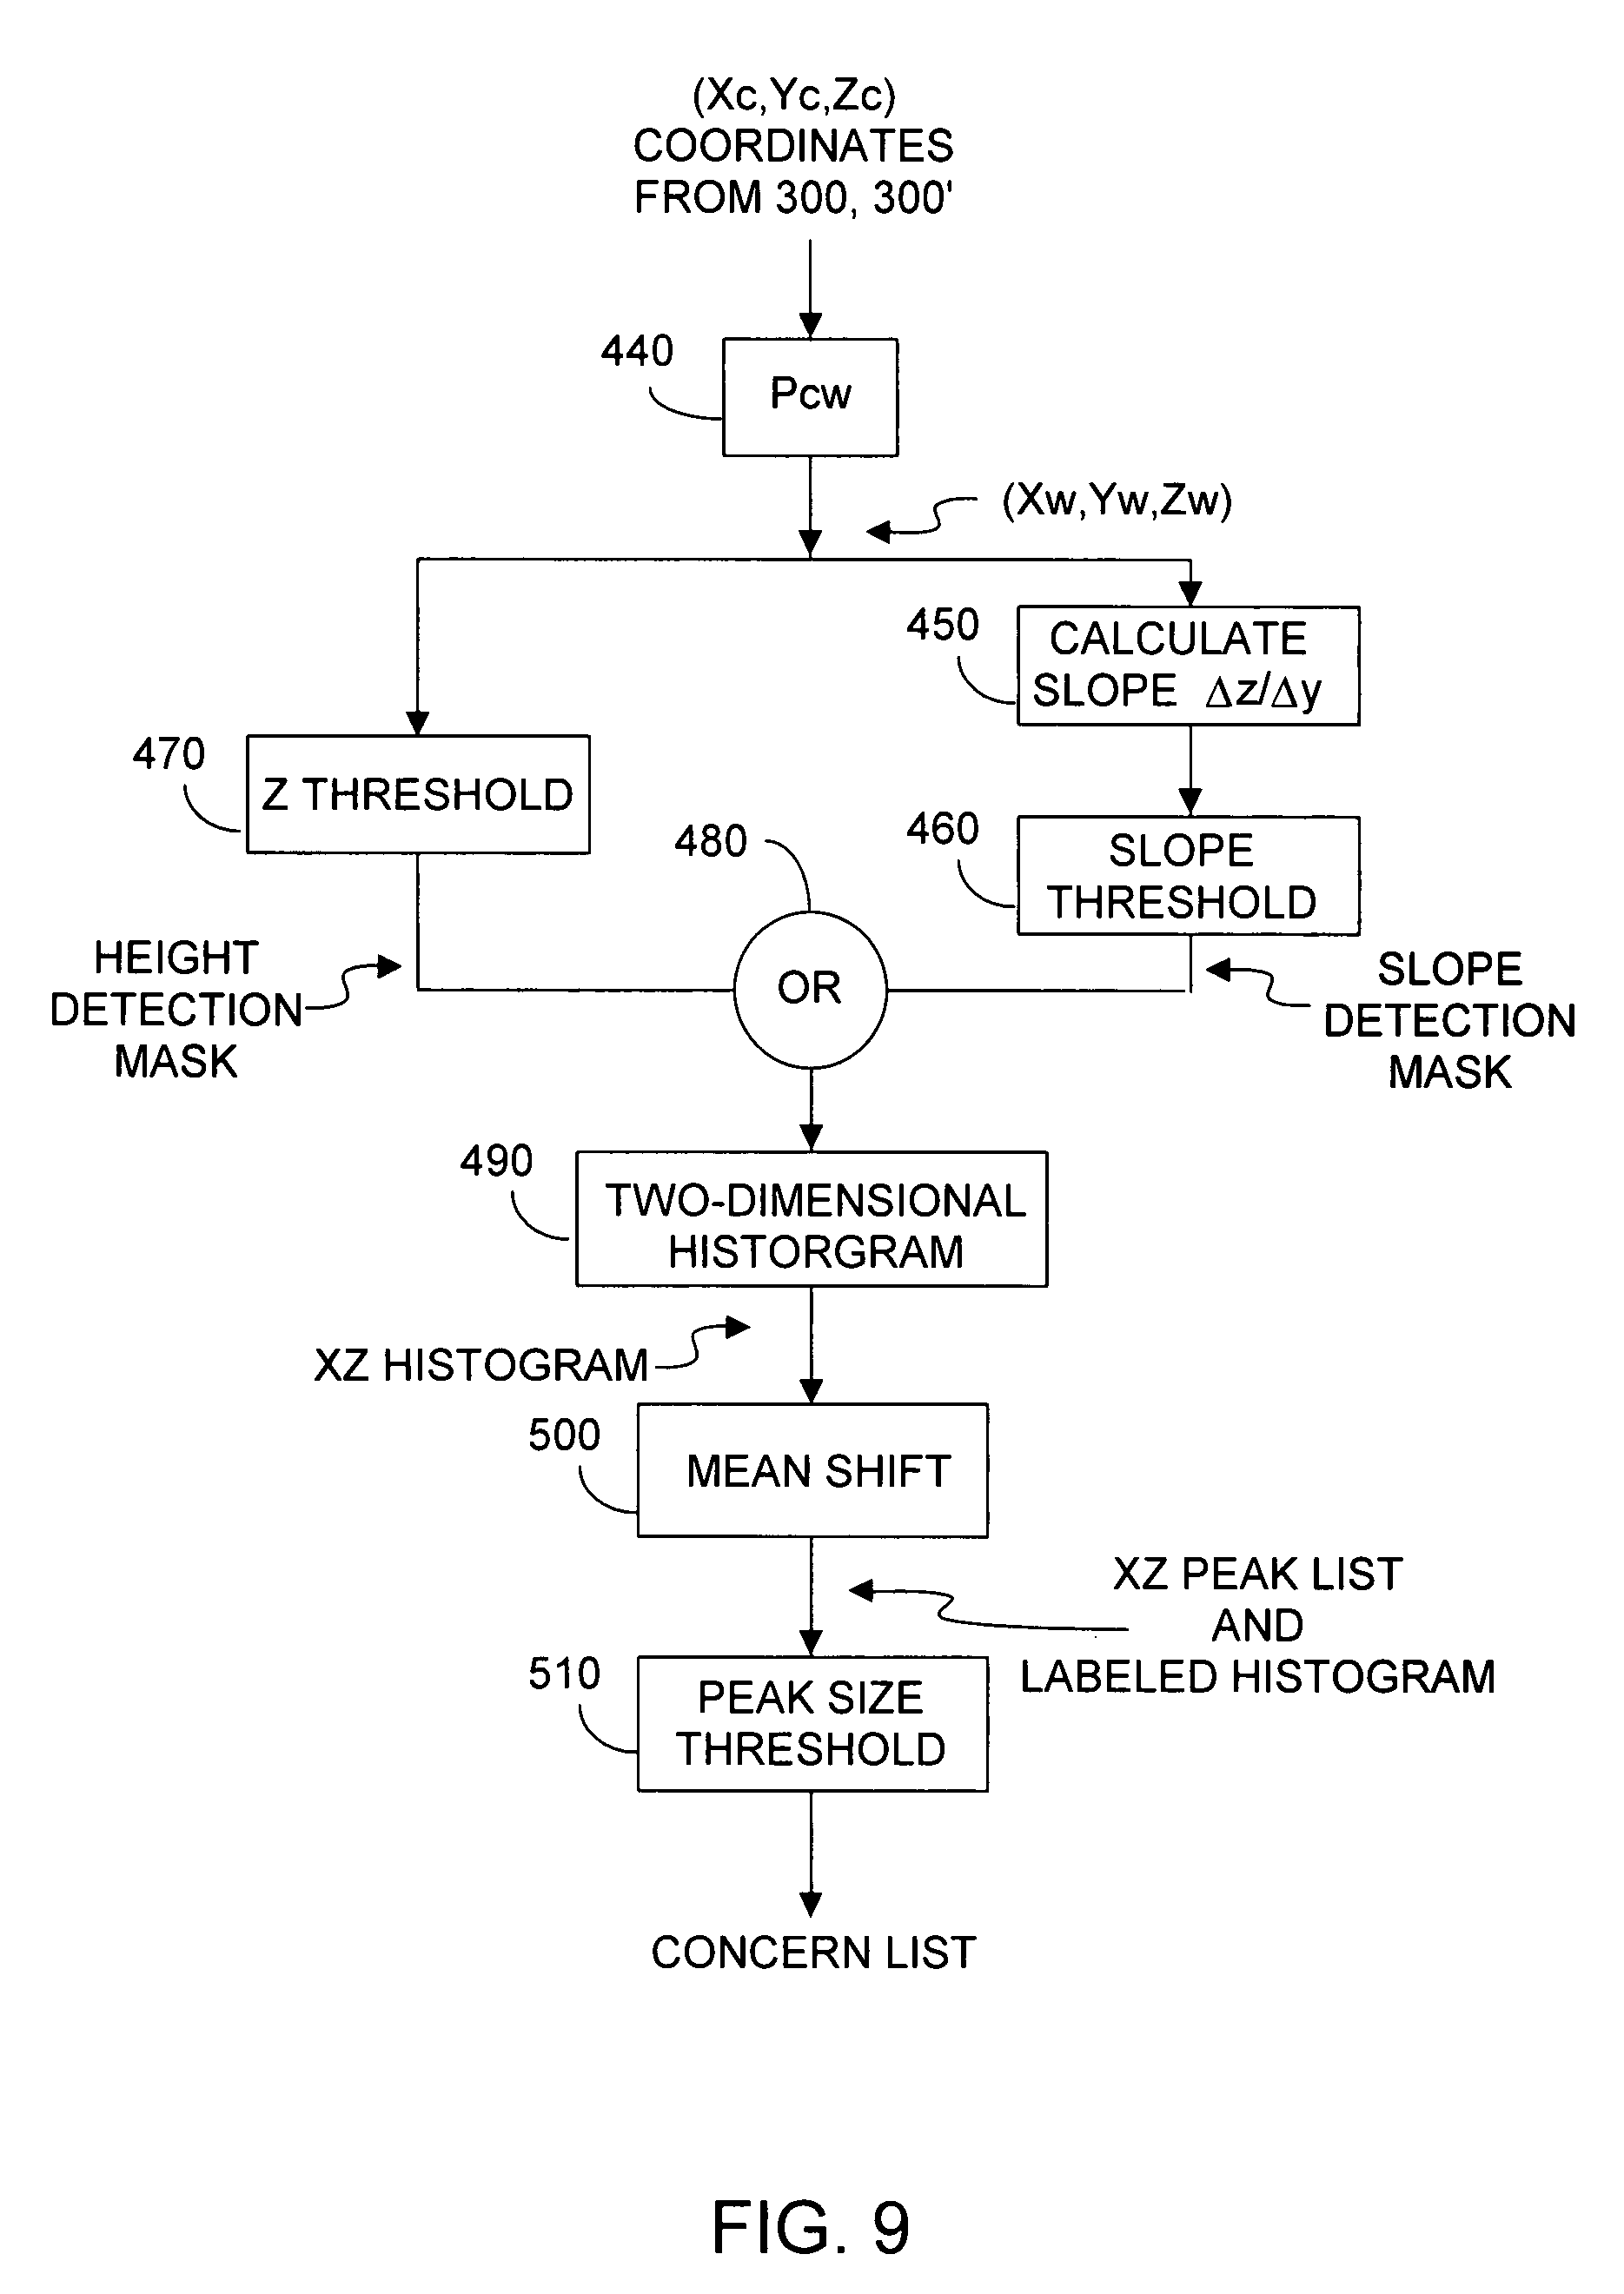 (Xc,Yc,Zc)
COORDINATES
FROM 300, 300'
440
Pcw
(Xw,Yw,Zw)
450
CALCULATE
SLOPE Δz/Δy
470
Z THRESHOLD
480
460
SLOPE
THRESHOLD
HEIGHT
DETECTION
MASK
OR
SLOPE
DETECTION
MASK
490
TWO-DIMENSIONAL
HISTORGRAM
XZ HISTOGRAM
500
MEAN SHIFT
XZ PEAK LIST
AND
LABELED HISTOGRAM
510
PEAK SIZE
THRESHOLD
CONCERN LIST
FIG. 9